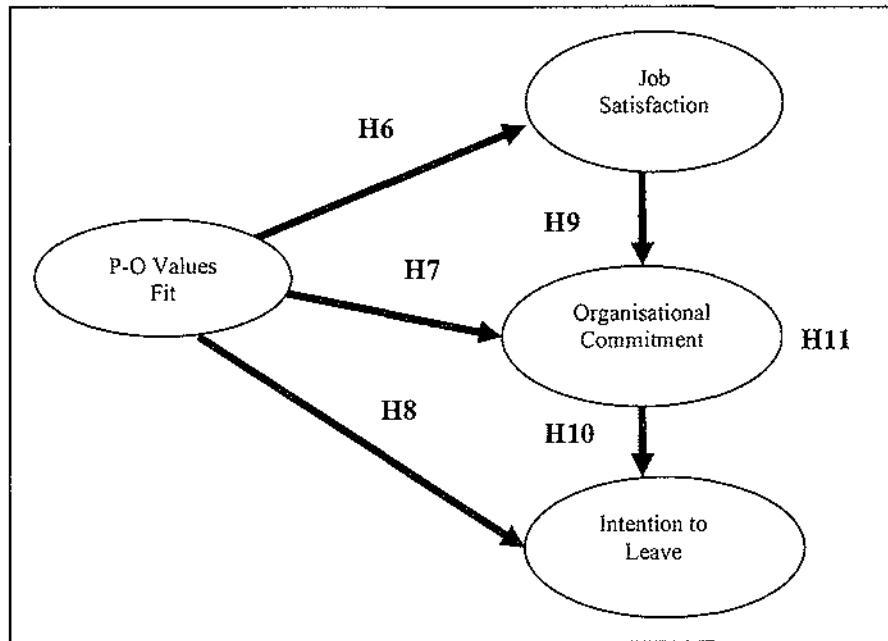 Job
Satisfaction
H6
H9
P-O Values
Fit
H7
Organisational
Commitment
H11
H8
H10
Intention to
Leave